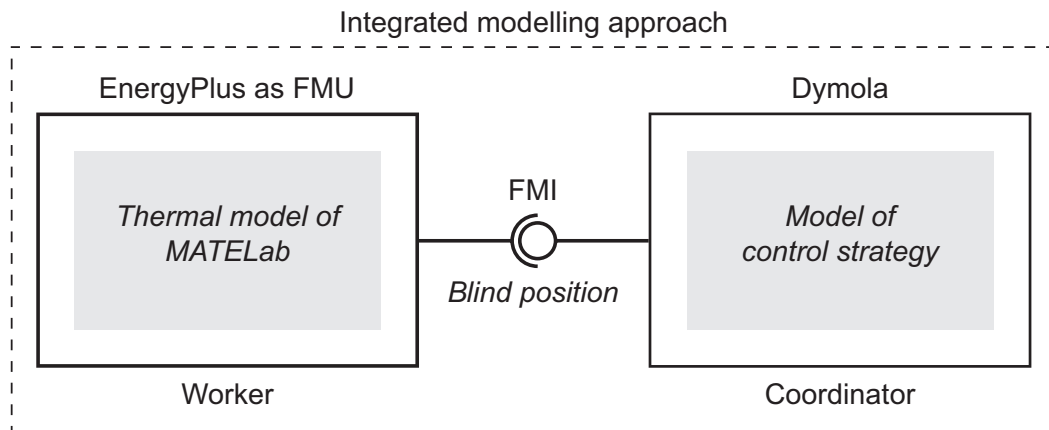 Integrated modelling approach
EnergyPlus as FMU
Dymola
Thermal model of
MATELab
FMI
Blind position
Model of
control strategy
Worker
Coordinator